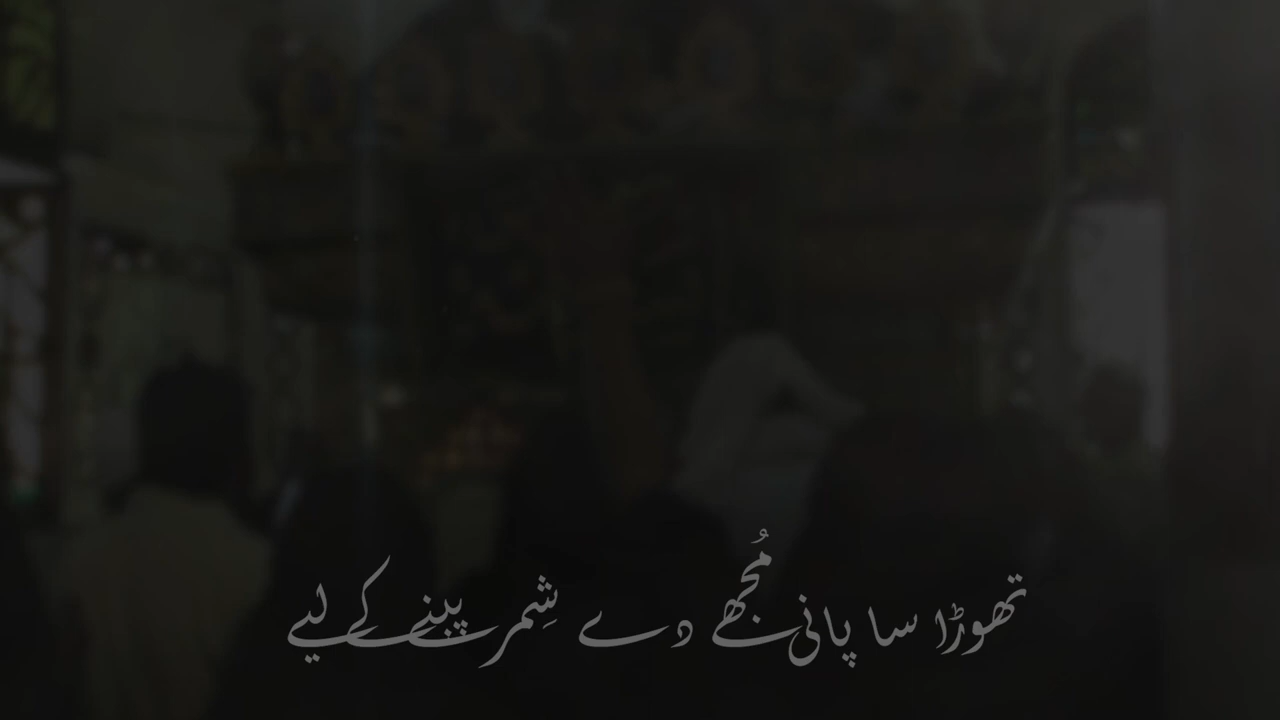 تھوڑا سا پانی مُجھے دے شِمر پینے کے لیے